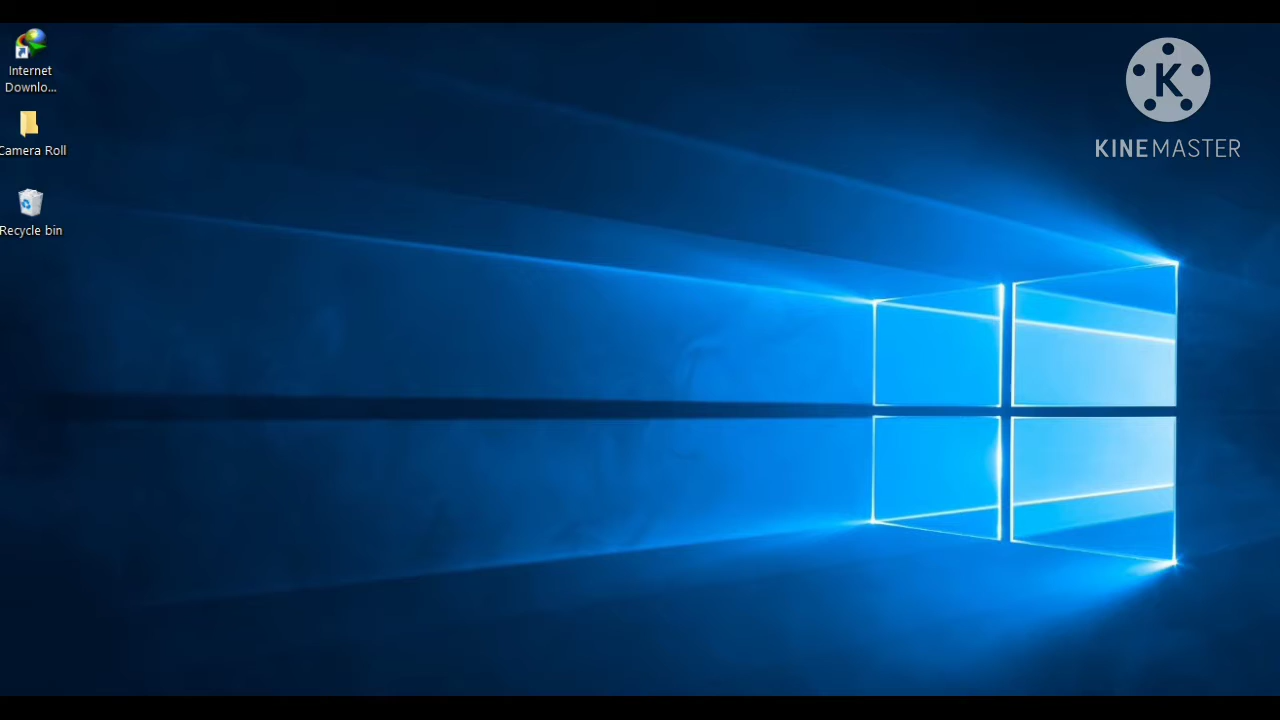 Internet
Downlo...
Camera Roll
Recycle bin
K
KINEMASTER